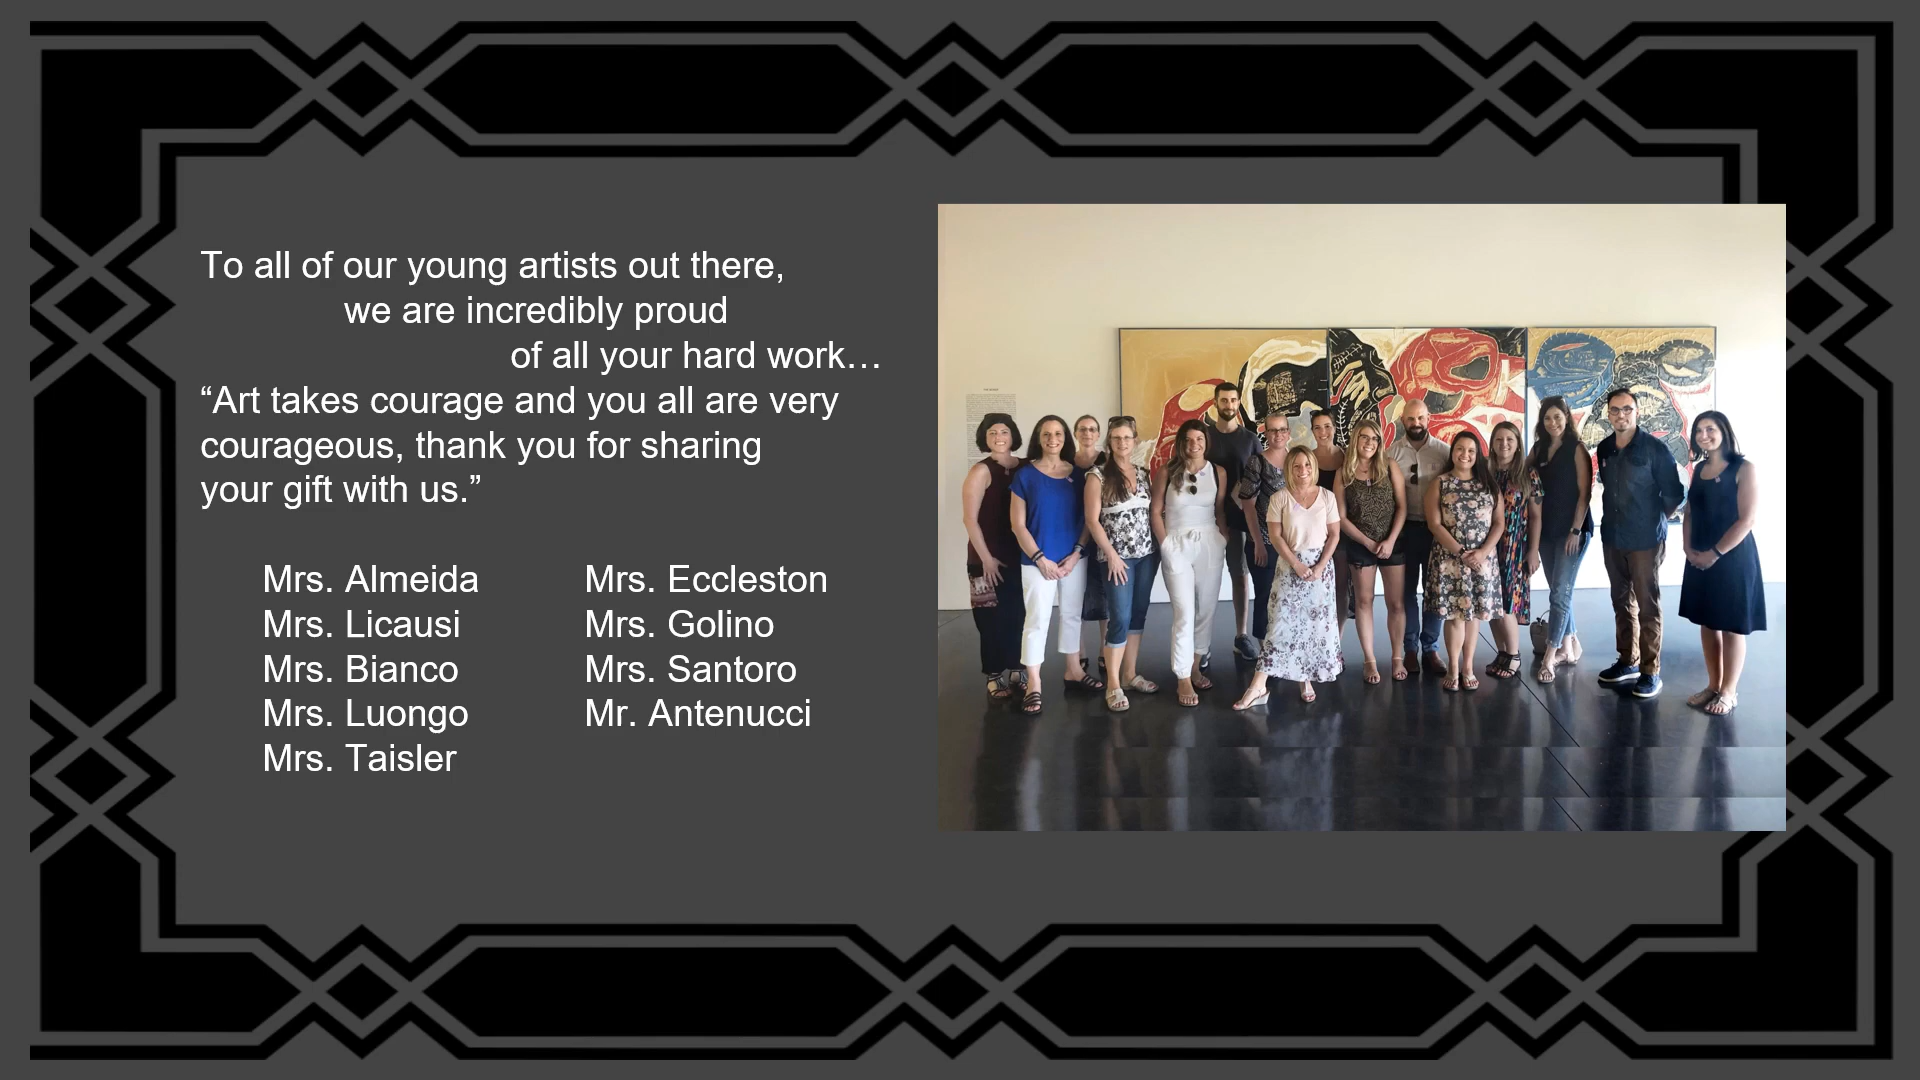 To all of our young artists out there,
we are incredibly proud
of all your hard work…
“Art takes courage and you all are very
courageous, thank you for sharing
your gift with us.”
Mrs. Almeida
Mrs. Licausi
Mrs. Bianco
Mrs. Luongo
Mrs. Taisler
Mrs. Eccleston
Mrs. Golino
Mrs. Santoro
Mr. Antenucci